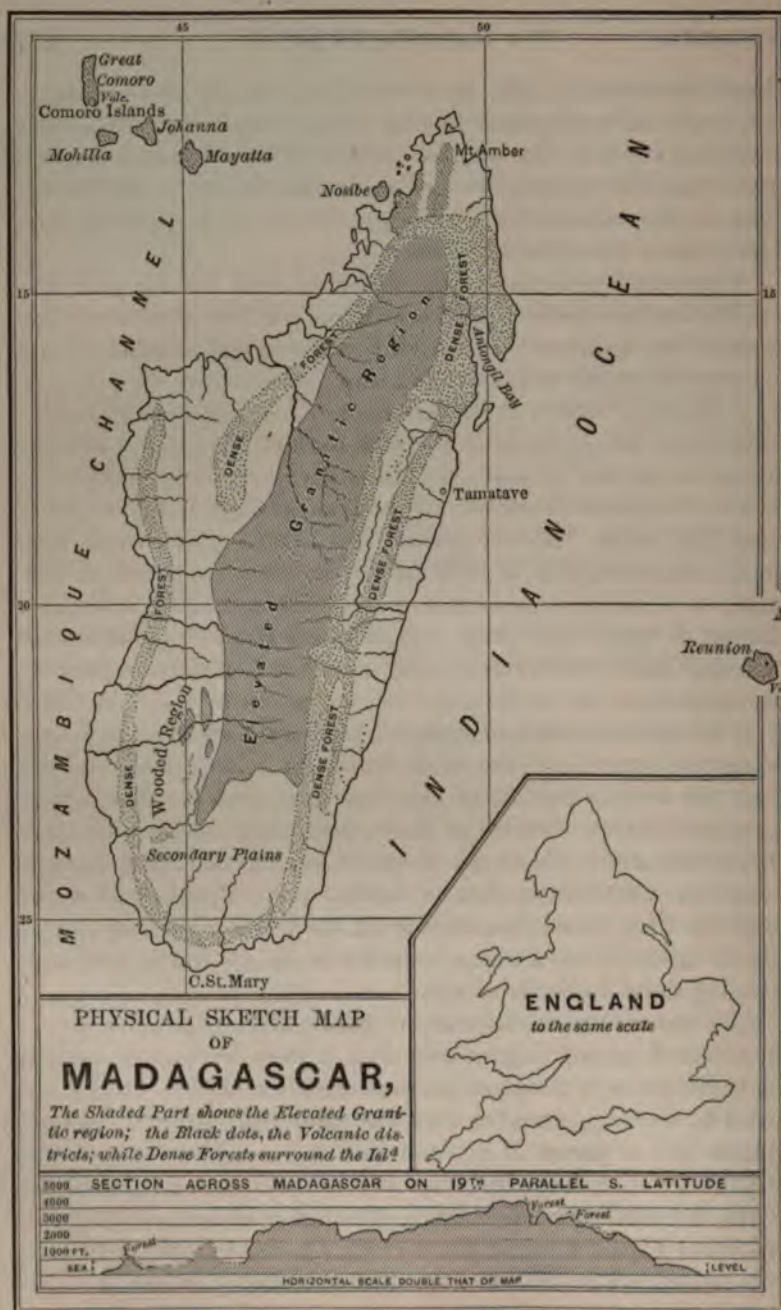 45
50
Great
Comoro
Volc.
Comoro Islands
Johanna
Mohilla
Mayatta
Nosibe
Mt. Amber
MOZAMBIQUE CHANNEL
INDIAN OCEAN
15
15
DENSE FOREST
DENSE FOREST
Antongil Bay
Elevated Granitic Region
Tamatave
DENSE FOREST
DENSE FOREST
20
Reunion
DENSE FOREST
Wooded Region
Secondary Plains
25
C. St. Mary
ENGLAND
to the same scale
PHYSICAL SKETCH MAP
OF
MADAGASCAR,
The Shaded Part shows the Elevated Grani-
tic region; the Black dots, the Volcanic dis-
tricts; while Dense Forests surround the Isld.
SECTION ACROSS MADAGASCAR ON 19TH PARALLEL S. LATITUDE
5000
4000
3000
2000
1000 FT.
SEA
Forest
Forest
Forest
LEVEL
HORIZONTAL SCALE DOUBLE THAT OF MAP